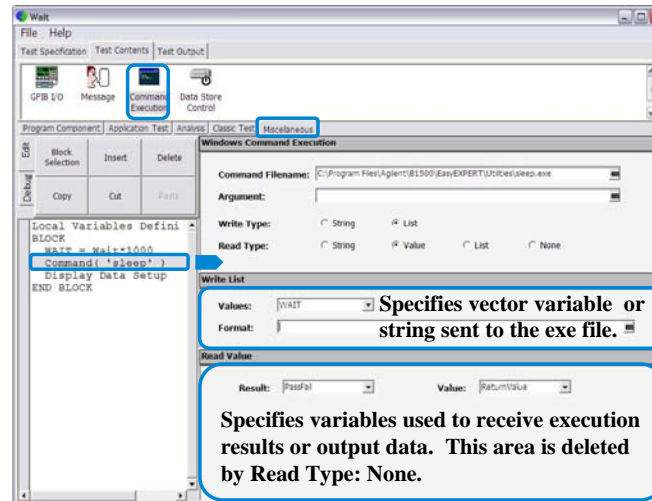 Wait
File Help
Test Specification Test Contents Test Output
GPIB I/O Message Command Execution Data Store Control
Program Component Application Test Analysis Classic Test Miscellaneous
Edit
Debug
Block Selection Insert Delete
Copy Cut Paste
Local Variables Defini
BLOCK
WAIT = Wait*1000
Command( 'sleep' )
Display Data Setup
END BLOCK
Windows Command Execution
Command Filename: C:\Program Files\Agilent\B1500\EasyEXPERT\Utilities\sleep.exe
Argument:
Write Type: String List
Read Type: String Value List None
Write List
Values: WAIT
Format:
Specifies vector variable or
string sent to the exe file.
Read Value
Result: PassFail Value: ReturnValue
Specifies variables used to receive execution
results or output data. This area is deleted
by Read Type: None.